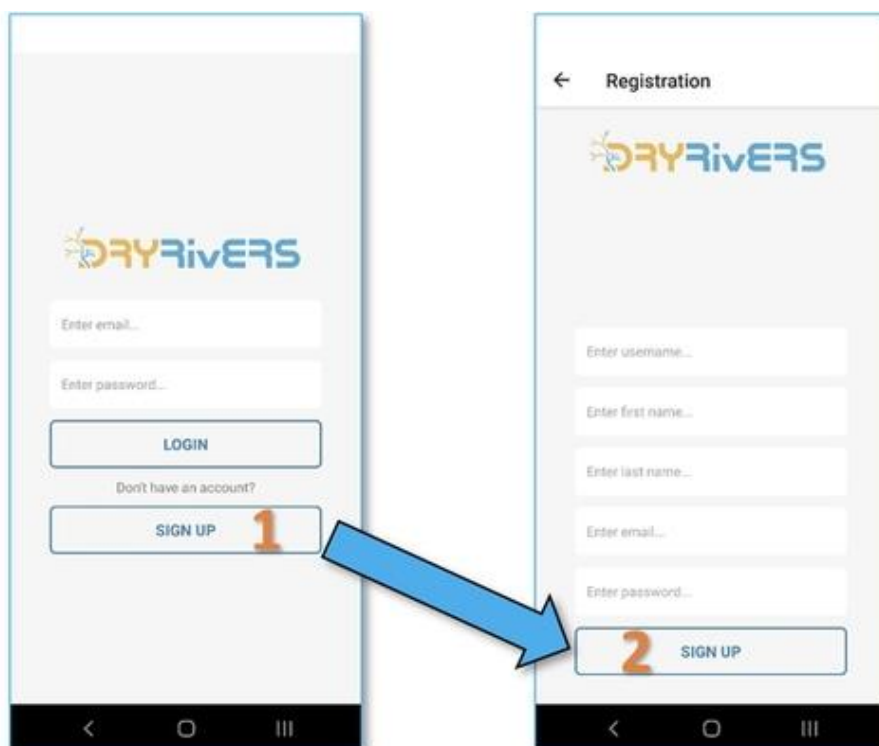 DRYRivERS
Enter email...
Enter password...
LOGIN
Don't have an account?
SIGN UP
1
Registration
DRYRivERS
Enter username...
Enter first name...
Enter last name...
Enter email...
Enter password...
2
SIGN UP